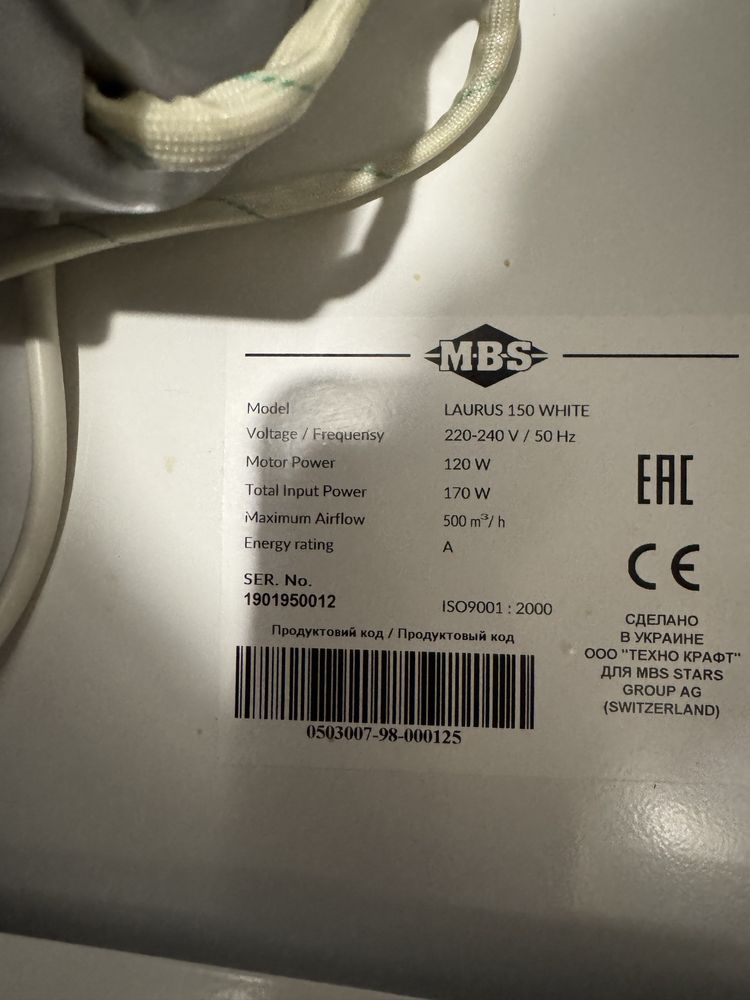 M·B·S
Model LAURUS 150 WHITE
Voltage / Frequensy 220-240 V / 50 Hz
Motor Power 120 W
Total Input Power 170 W
Maximum Airflow 500 m³/ h
Energy rating A
EAC
CE
SER. No.
1901950012
ISO9001 : 2000
Продуктовий код / Продуктовый код
0503007-98-000125
СДЕЛАНО
В УКРАИНЕ
ООО "ТЕХНО КРАФТ"
ДЛЯ MBS STARS
GROUP AG
(SWITZERLAND)